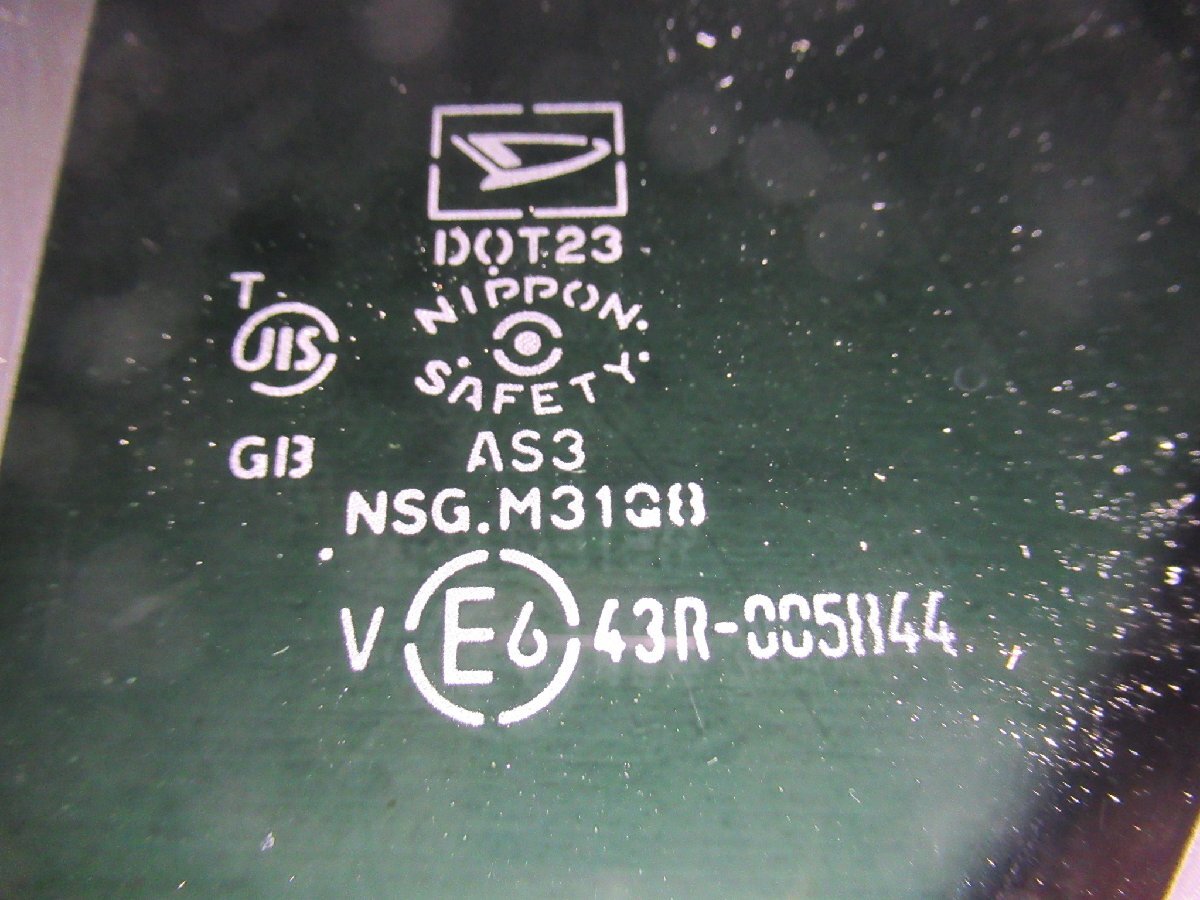 DOT23
T
NIPPON.
JIS
.SAFETY.
GB
AS3
NSG.M31Q8
V E6 43R-005844